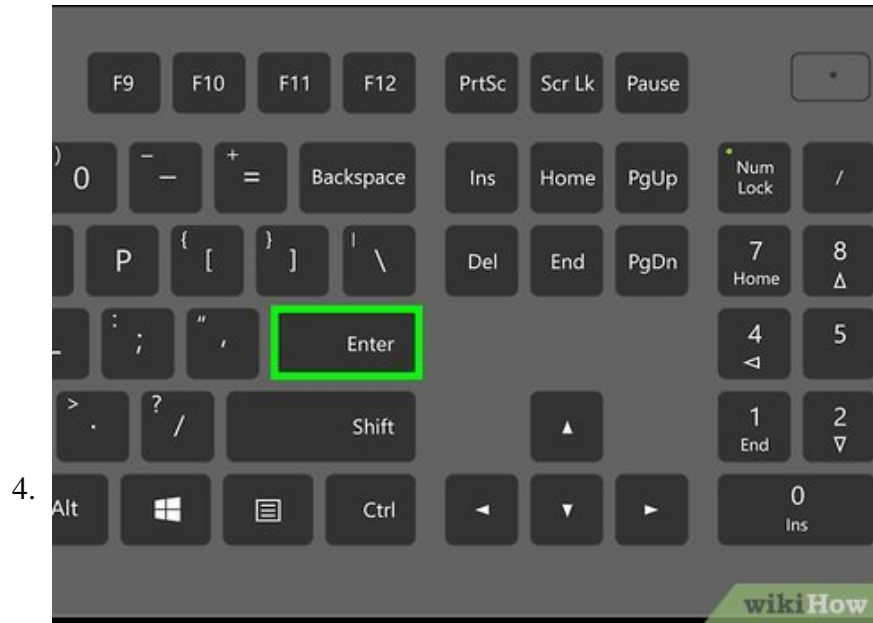 F9 F10 F11 F12 PrtSc Scr Lk Pause
) 0 – — + = Backspace Ins Home PgUp Num Lock /
P { [ } ] | \ Del End PgDn 7 Home 8
: ; " ' Enter 4 5
> . ? / Shift 1 End 2
4. Alt Ctrl 0 Ins
wikiHow